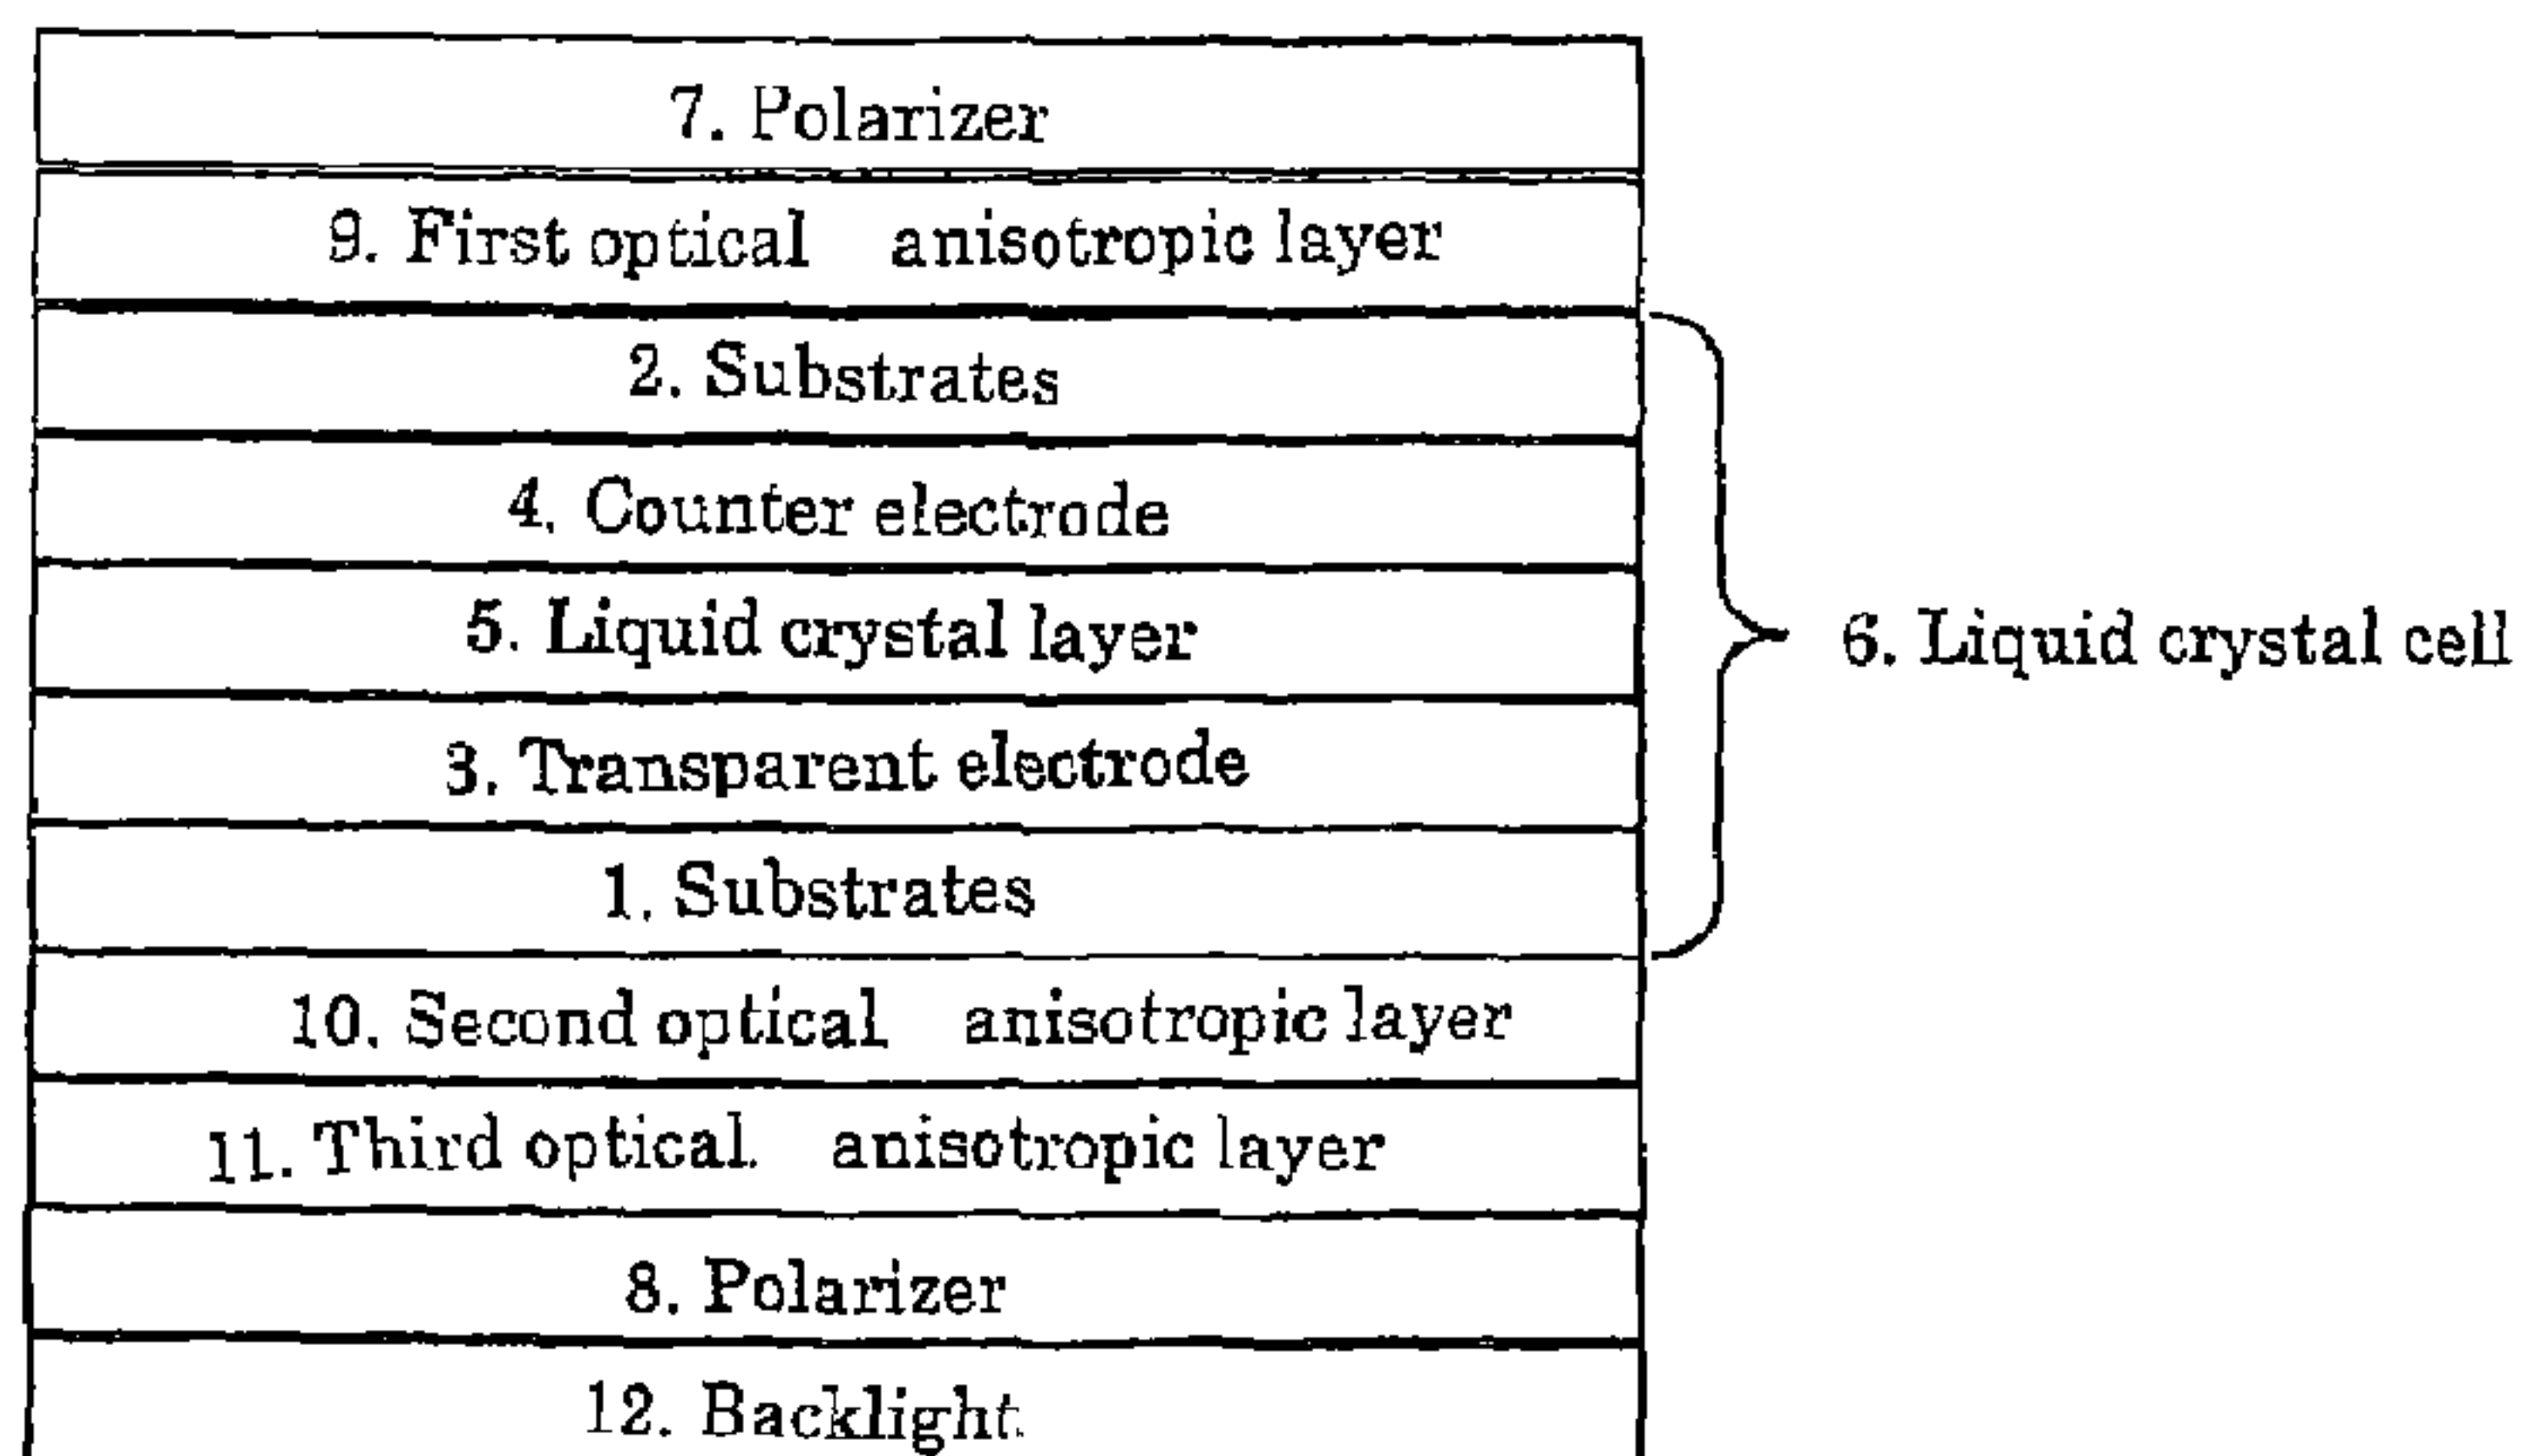 7. Polarizer
9. First optical anisotropic layer
2. Substrates
4. Counter electrode
5. Liquid crystal layer
6. Liquid crystal cell
3. Transparent electrode
1. Substrates
10. Second optical anisotropic layer
11. Third optical. anisotropic layer
8. Polarizer
12. Backlight